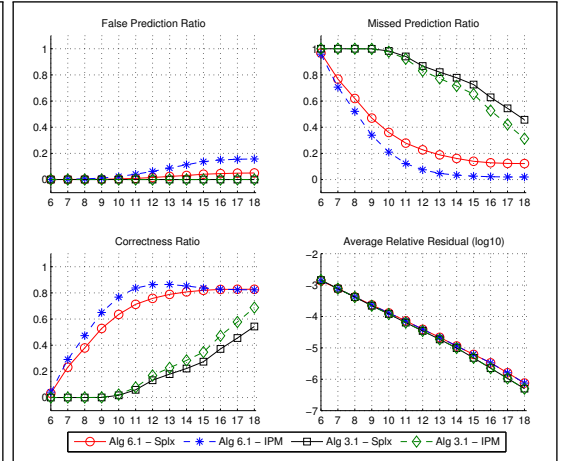 False Prediction Ratio
1
0.8
0.6
0.4
0.2
0
6 7 8 9 10 11 12 13 14 15 16 17 18
Missed Prediction Ratio
1
0.8
0.6
0.4
0.2
0
6 7 8 9 10 11 12 13 14 15 16 17 18
Correctness Ratio
1
0.8
0.6
0.4
0.2
0
6 7 8 9 10 11 12 13 14 15 16 17 18
Average Relative Residual (log10)
−2
−3
−4
−5
−6
−7
6 7 8 9 10 11 12 13 14 15 16 17 18
Alg 6.1 − Splx Alg 6.1 − IPM Alg 3.1 − Splx Alg 3.1 − IPM